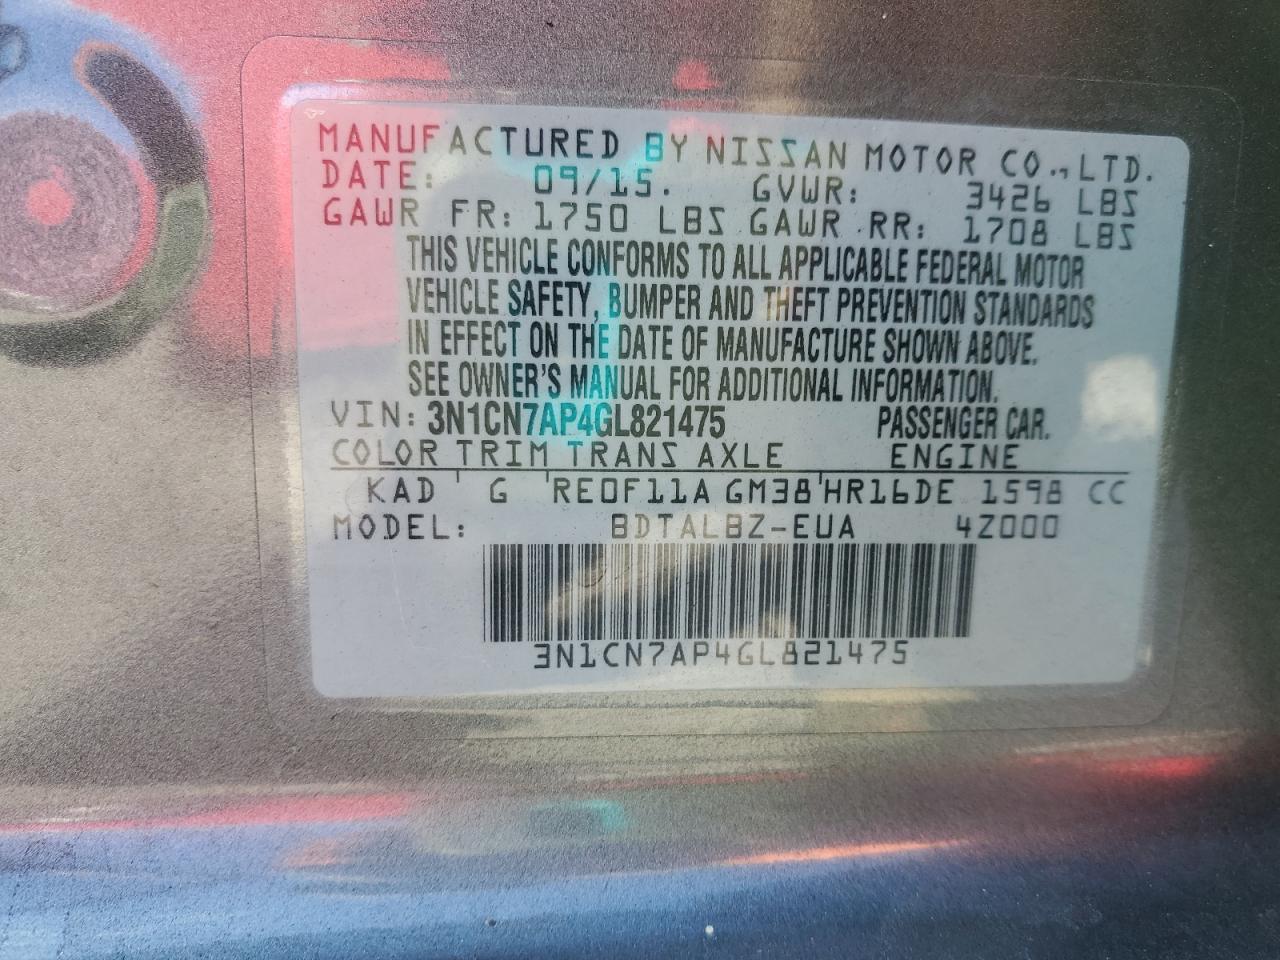 MANUFACTURED BY NISSAN MOTOR CO.,LTD.
DATE: 09/15. GVWR: 3426 LBS
GAWR FR: 1750 LBS GAWR RR: 1708 LBS
THIS VEHICLE CONFORMS TO ALL APPLICABLE FEDERAL MOTOR
VEHICLE SAFETY, BUMPER AND THEFT PREVENTION STANDARDS
IN EFFECT ON THE DATE OF MANUFACTURE SHOWN ABOVE.
SEE OWNER'S MANUAL FOR ADDITIONAL INFORMATION.
VIN: 3N1CN7AP4GL821475 PASSENGER CAR.
COLOR TRIM TRANS AXLE ENGINE
KAD G RE0F11A GM38 HR16DE 1598 CC
MODEL: BDTALBZ-EUA 4Z000
3N1CN7AP4GL821475